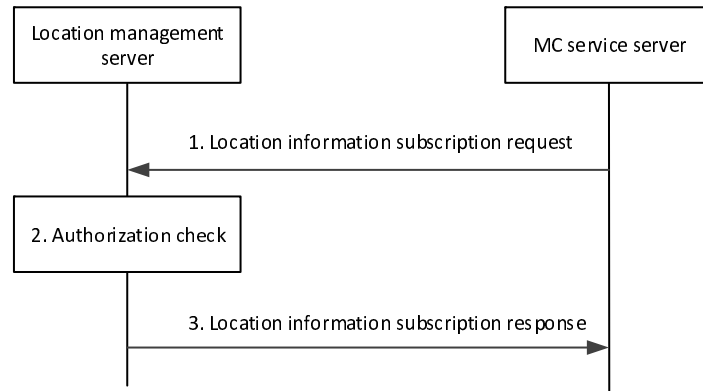 Location management
server
MC service server
1. Location information subscription request
2. Authorization check
3. Location information subscription response